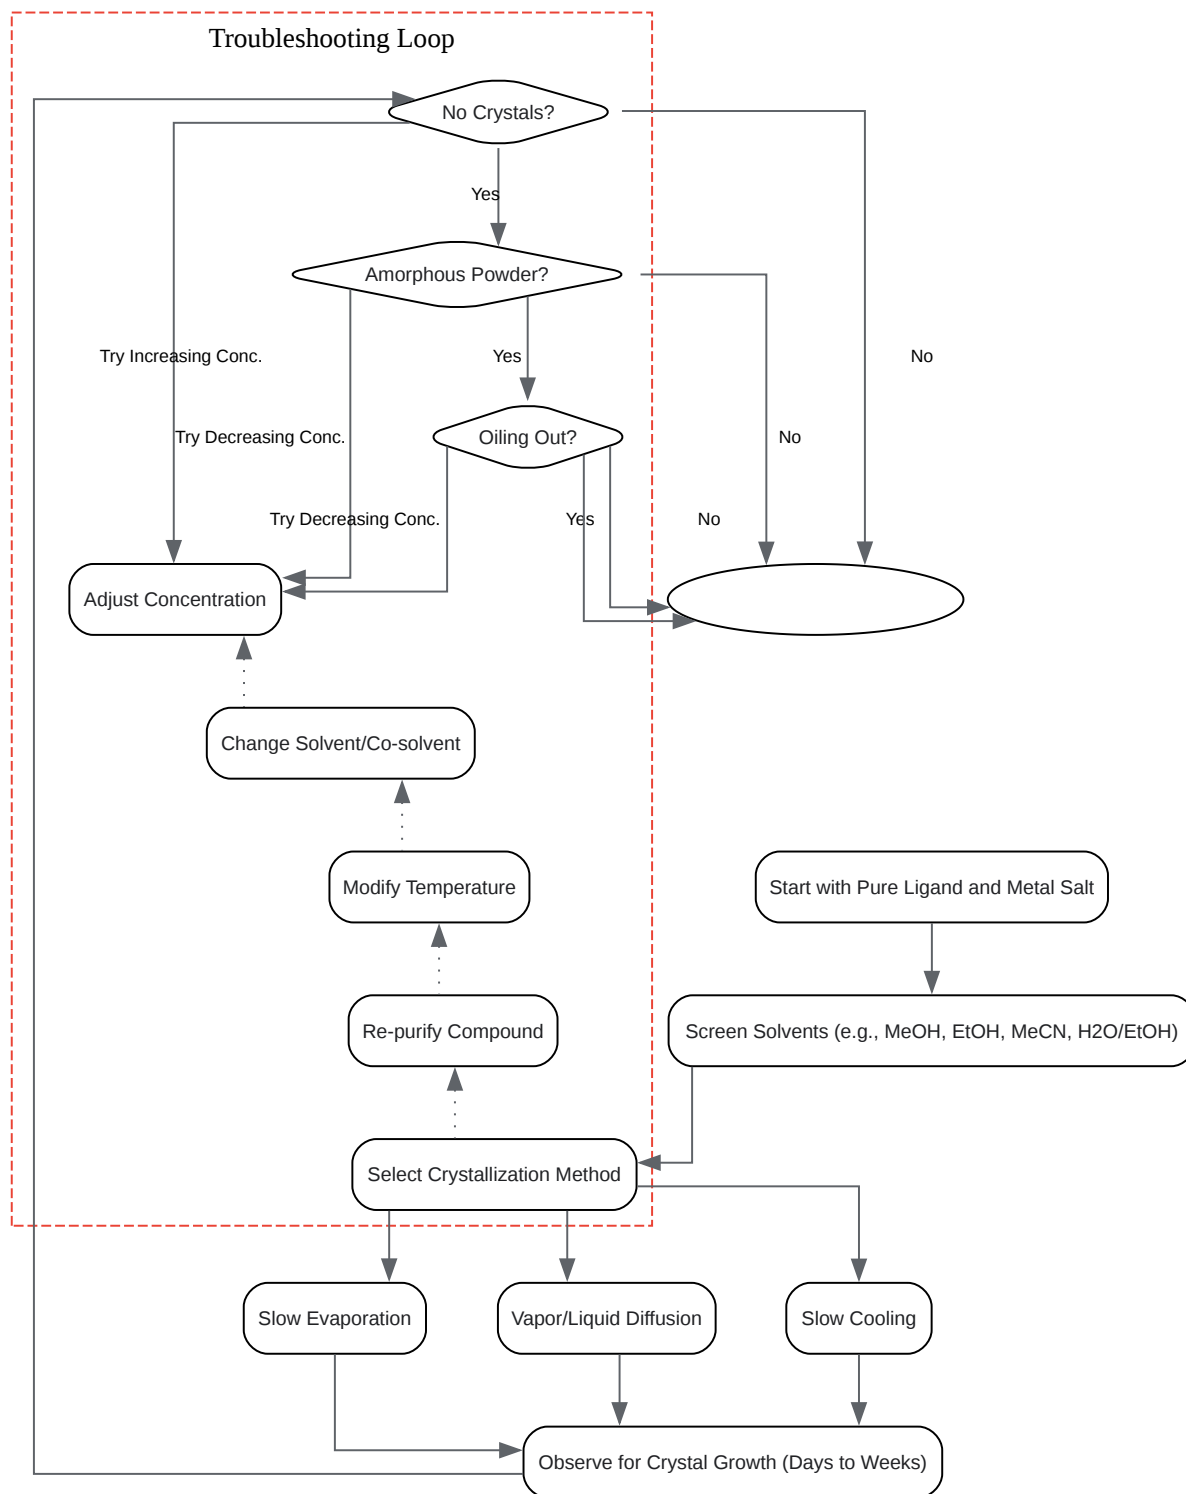 Troubleshooting Loop
No Crystals?
Yes
Amorphous Powder?
Try Increasing Conc.
Yes
No
Try Decreasing Conc.
Oiling Out?
No
Try Decreasing Conc.
Yes
No
Adjust Concentration
Change Solvent/Co-solvent
Modify Temperature
Start with Pure Ligand and Metal Salt
Re-purify Compound
Screen Solvents (e.g., MeOH, EtOH, MeCN, H2O/EtOH)
Select Crystallization Method
Slow Evaporation
Vapor/Liquid Diffusion
Slow Cooling
Observe for Crystal Growth (Days to Weeks)